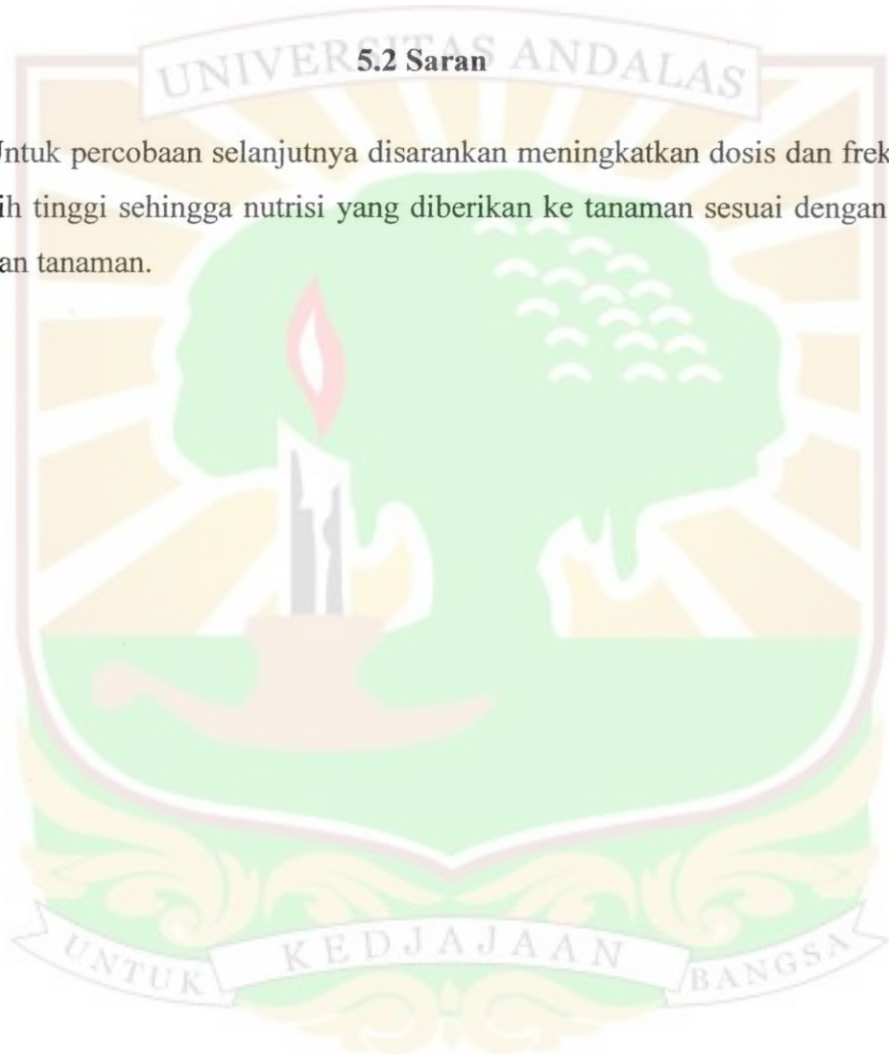 UNIVERSITAS ANDALAS
5.2 Saran
Untuk percobaan selanjutnya disarankan meningkatkan dosis dan frek
ih tinggi sehingga nutrisi yang diberikan ke tanaman sesuai dengan
an tanaman.
UNTUK KEDJAJAAN BANGSA